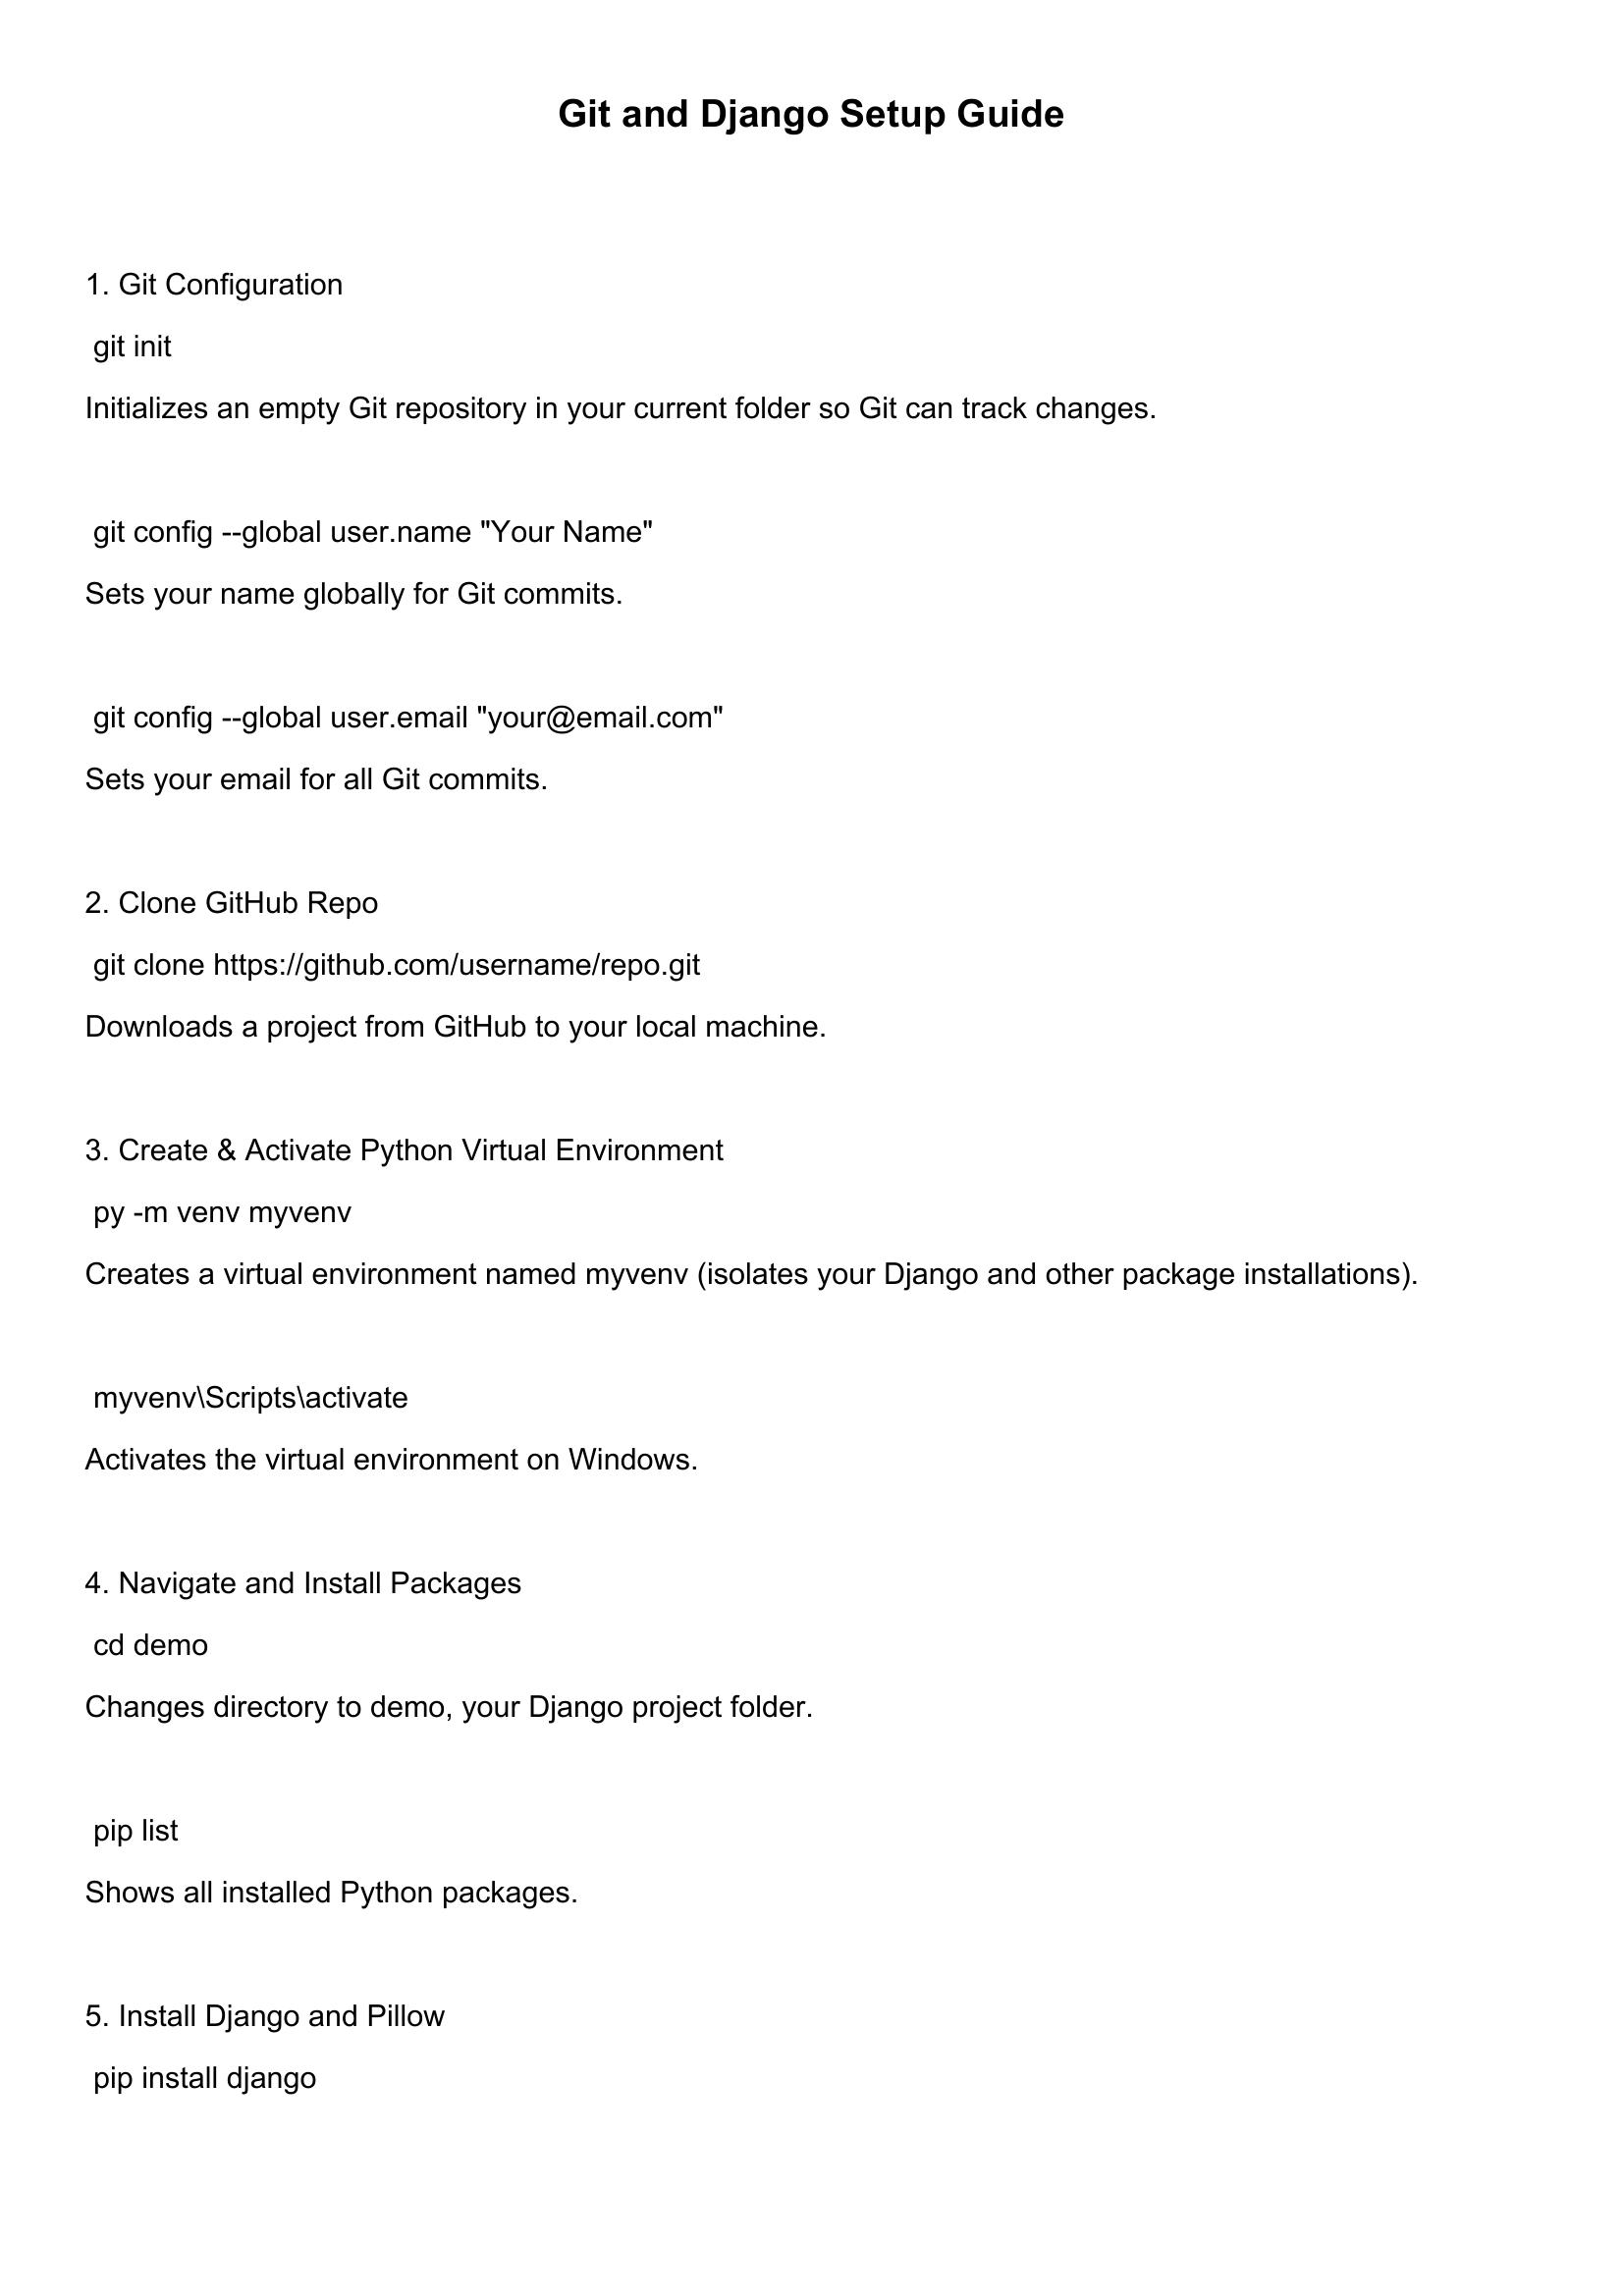 Git and Django Setup Guide
1. Git Configuration
git init
Initializes an empty Git repository in your current folder so Git can track changes.
git config --global user.name "Your Name"
Sets your name globally for Git commits.
git config --global user.email "your@email.com"
Sets your email for all Git commits.
2. Clone GitHub Repo
git clone https://github.com/username/repo.git
Downloads a project from GitHub to your local machine.
3. Create & Activate Python Virtual Environment
py -m venv myvenv
Creates a virtual environment named myvenv (isolates your Django and other package installations).
myvenv\Scripts\activate
Activates the virtual environment on Windows.
4. Navigate and Install Packages
cd demo
Changes directory to demo, your Django project folder.
pip list
Shows all installed Python packages.
5. Install Django and Pillow
pip install django